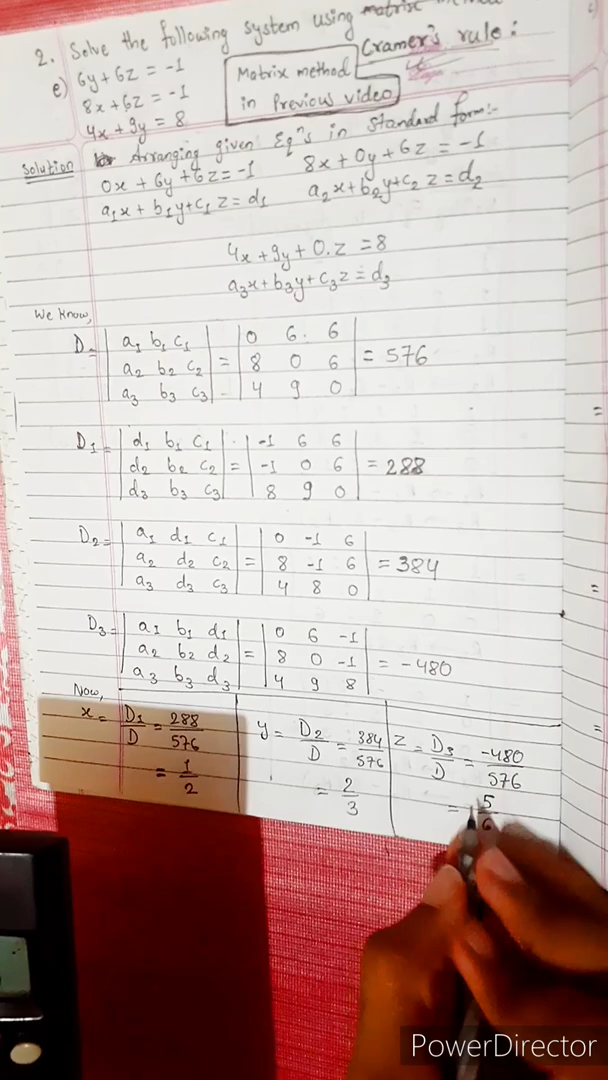 2. Solve the following system using matrix method
Cramer's rule:
e) 6y+6z = -1
8x+6z = -1
4x+9y = 8
Matrix method
in Previous video
Solution Arranging given Eqns in standard form:-
0x + 6y + 6z = -1 8x + 0y + 6z = -1
a1x + b1y + c1z = d1 a2x + b2y + c2 z = d2
4x + 9y + 0.z = 8
a3x + b3y + c3z = d3
We know,
D = | a1 b1 c1 | = | 0 6 6 | = 576
| a2 b2 c2 | | 8 0 6 |
| a3 b3 c3 | | 4 9 0 |
D1 = | d1 b1 c1 | = | -1 6 6 | = 288
| d2 b2 c2 | | -1 0 6 |
| d3 b3 c3 | | 8 9 0 |
D2 = | a1 d1 c1 | = | 0 -1 6 | = 384
| a2 d2 c2 | | 8 -1 6 |
| a3 d3 c3 | | 4 8 0 |
D3 = | a1 b1 d1 | = | 0 6 -1 | = -480
| a2 b2 d2 | | 8 0 -1 |
| a3 b3 d3 | | 4 9 8 |
Now,
x = D1/D = 288/576 y = D2/D = 384/576 z = D3/D = -480/576
= 1/2 = 2/3 = 5/6
PowerDirector